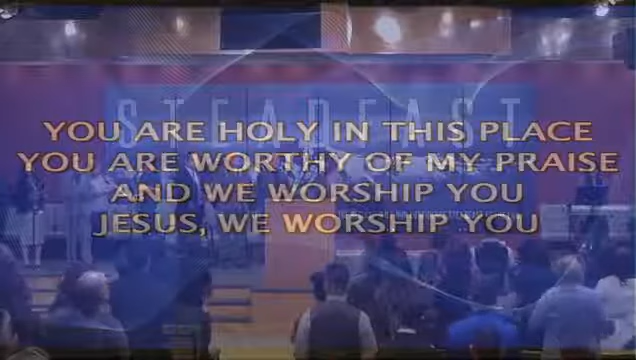 STEADFAST
YOU ARE HOLY IN THIS PLACE
YOU ARE WORTHY OF MY PRAISE
AND WE WORSHIP YOU
JESUS, WE WORSHIP YOU